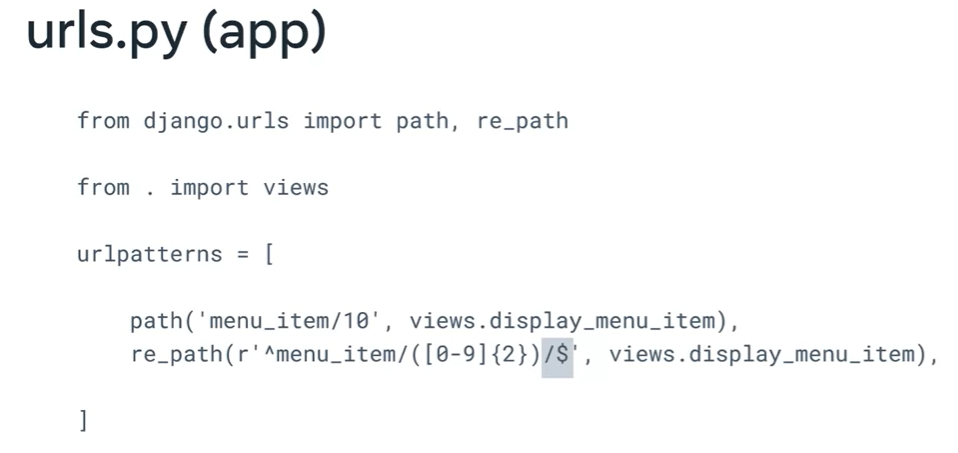 urls.py (app)
from django.urls import path, re_path
from . import views
urlpatterns = [
path('menu_item/10', views.display_menu_item),
re_path(r'^menu_item/([0-9]{2})/$', views.display_menu_item),
]